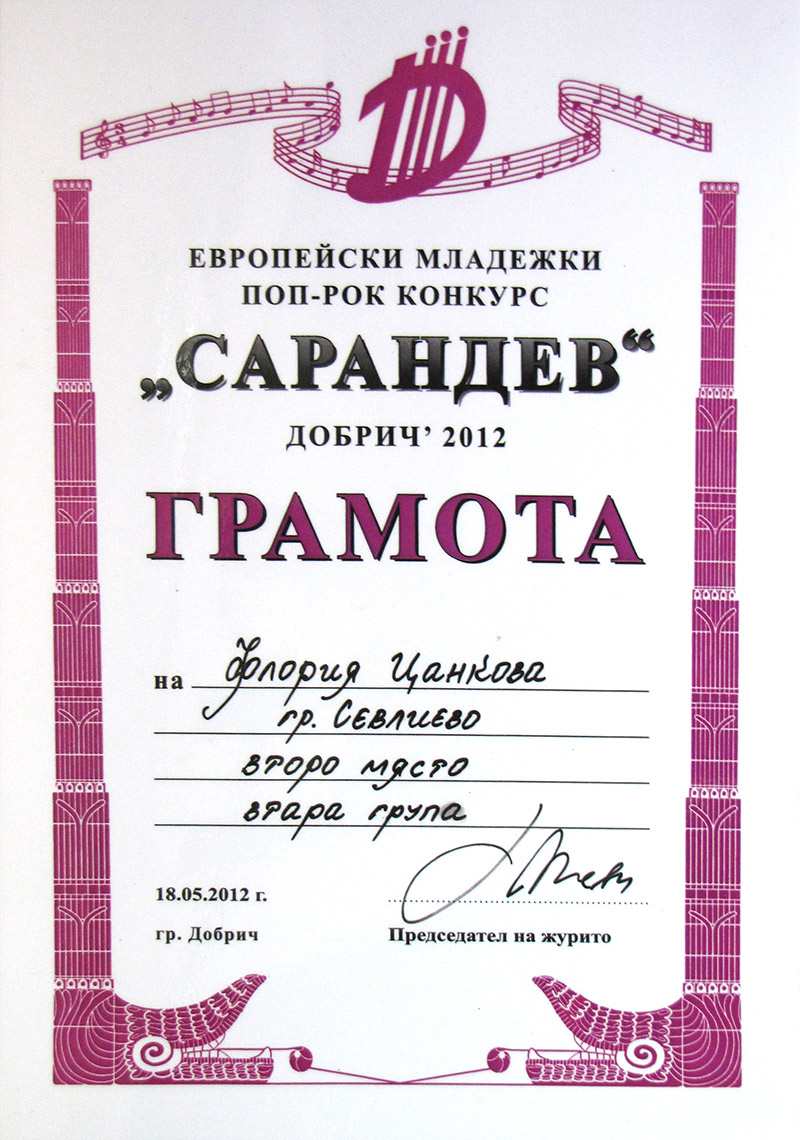 ЕВРОПЕЙСКИ МЛАДЕЖКИ
ПОП-РОК КОНКУРС
„САРАНДЕВ“
ДОБРИЧ’ 2012
ГРАМОТА
на Флория Цанкова
гр. Севлиево
второ място
втара група
18.05.2012 г.
гр. Добрич
Председател на журито